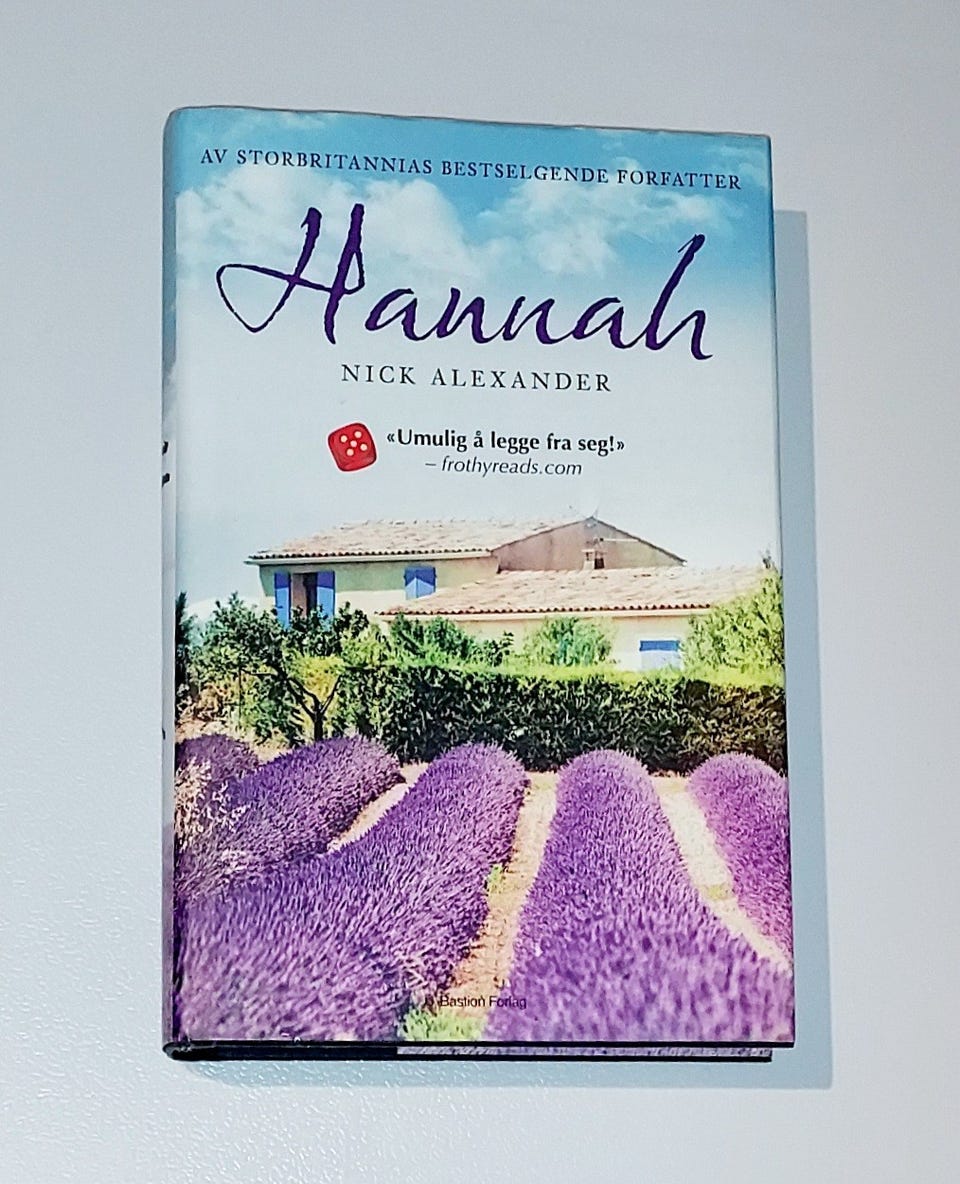 AV STORBRITANNIAS BESTSELGENDE FORFATTER
Hannah
NICK ALEXANDER
«Umulig å legge fra seg!»
– frothyreads.com
Bastion Forlag